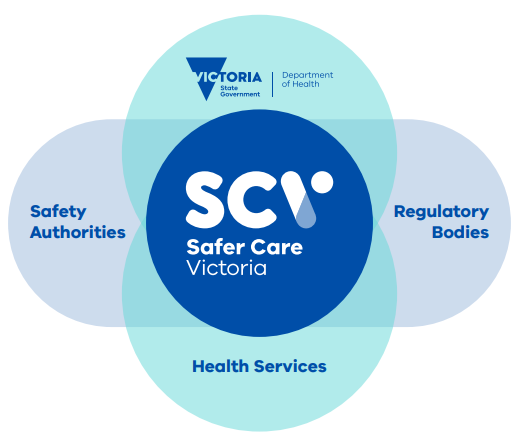 VICTORIA
State
Government
Department
of Health
Safety
Authorities
SCV
Safer Care
Victoria
Regulatory
Bodies
Health Services